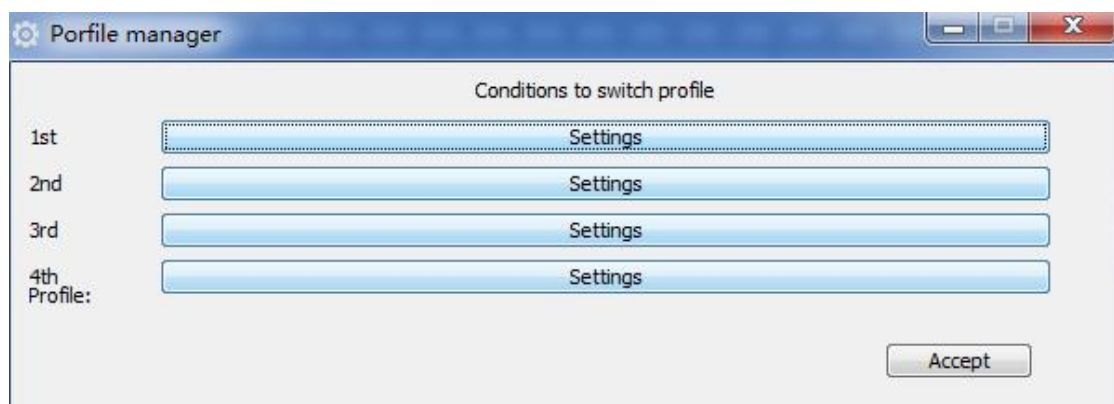 Porfile manager
Conditions to switch profile
1st Settings
2nd Settings
3rd Settings
4th Settings
Profile:
Accept